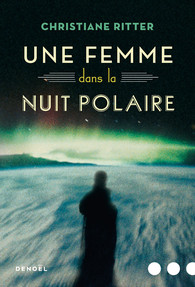 CHRISTIANE RITTER
UNE FEMME
dans la
NUIT POLAIRE
DENOËL